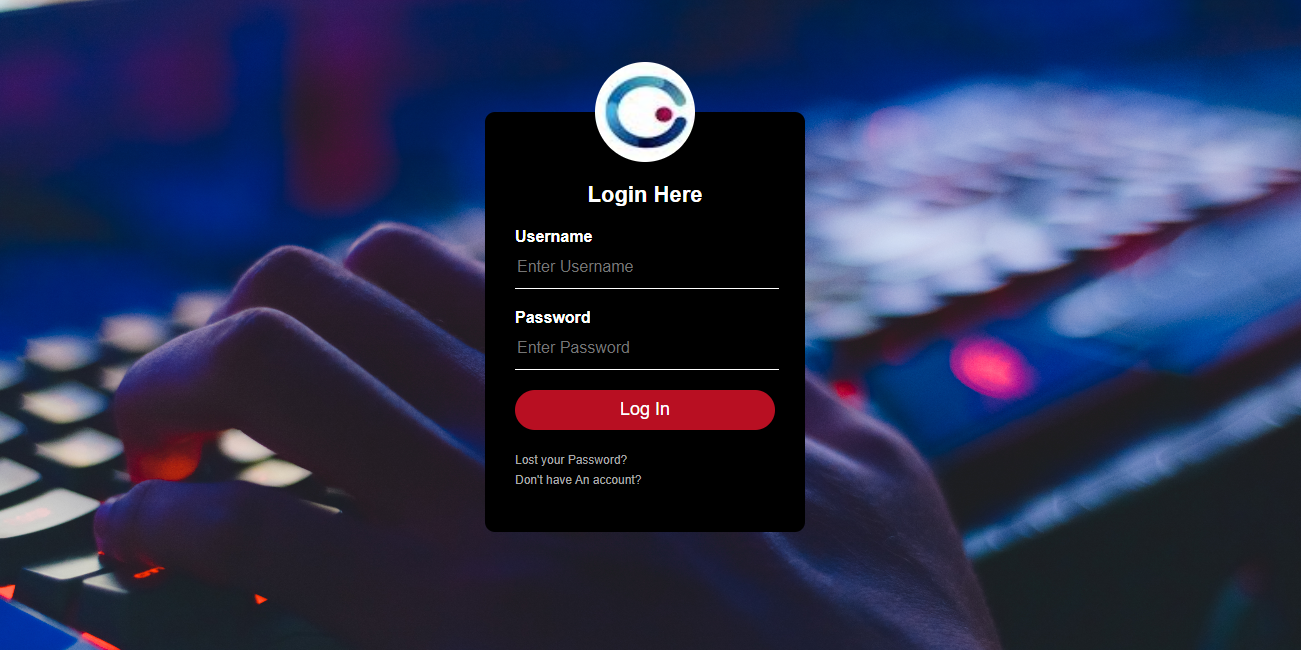 Login Here
Username
Enter Username
Password
Enter Password
Log In
Lost your Password?
Don't have An account?